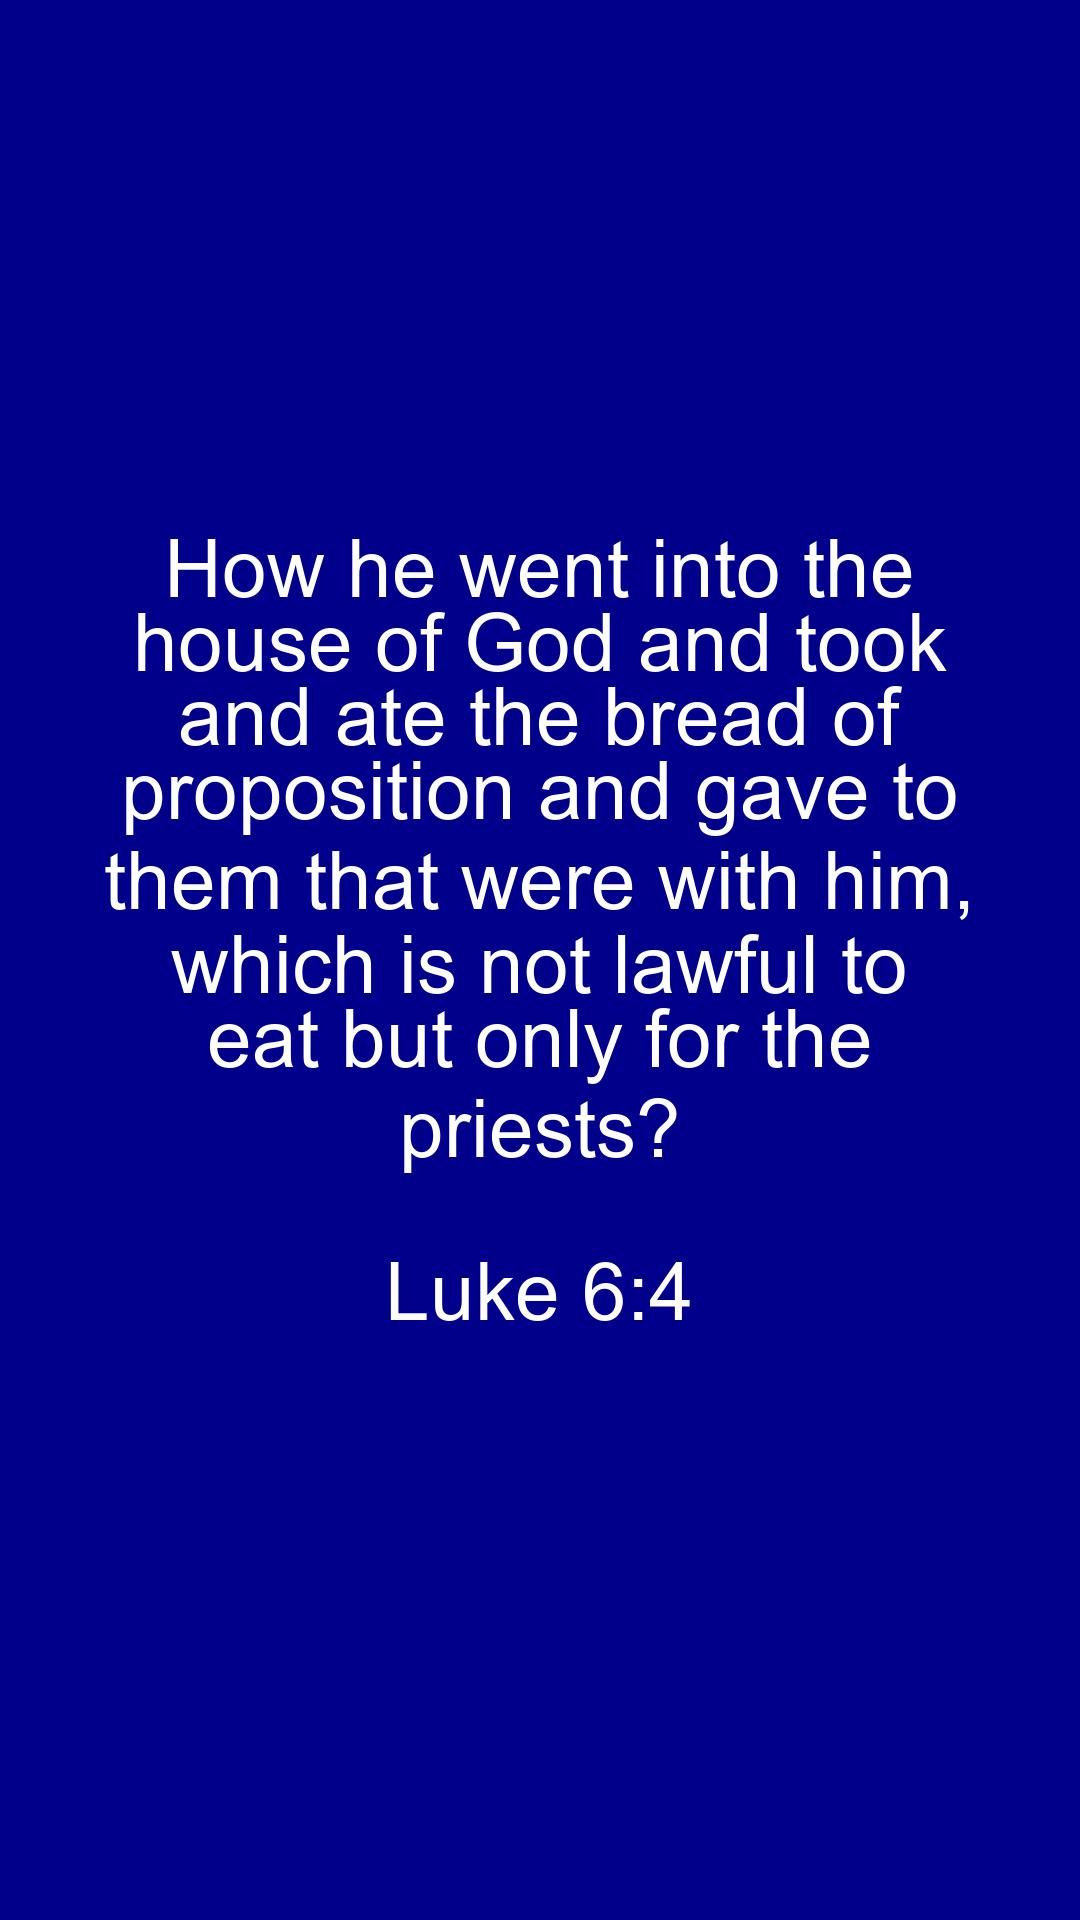 How he went into the
house of God and took
and ate the bread of
proposition and gave to
them that were with him,
which is not lawful to
eat but only for the
priests?
Luke 6:4